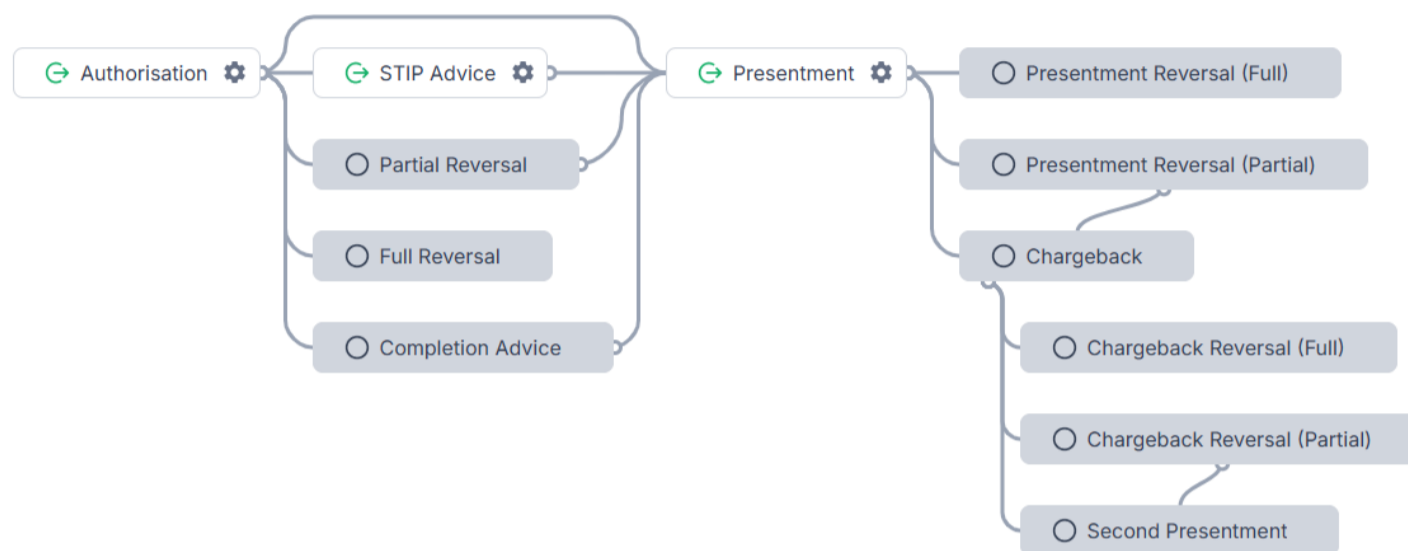 Authorisation
STIP Advice
Presentment
Presentment Reversal (Full)
Partial Reversal
Presentment Reversal (Partial)
Full Reversal
Chargeback
Completion Advice
Chargeback Reversal (Full)
Chargeback Reversal (Partial)
Second Presentment